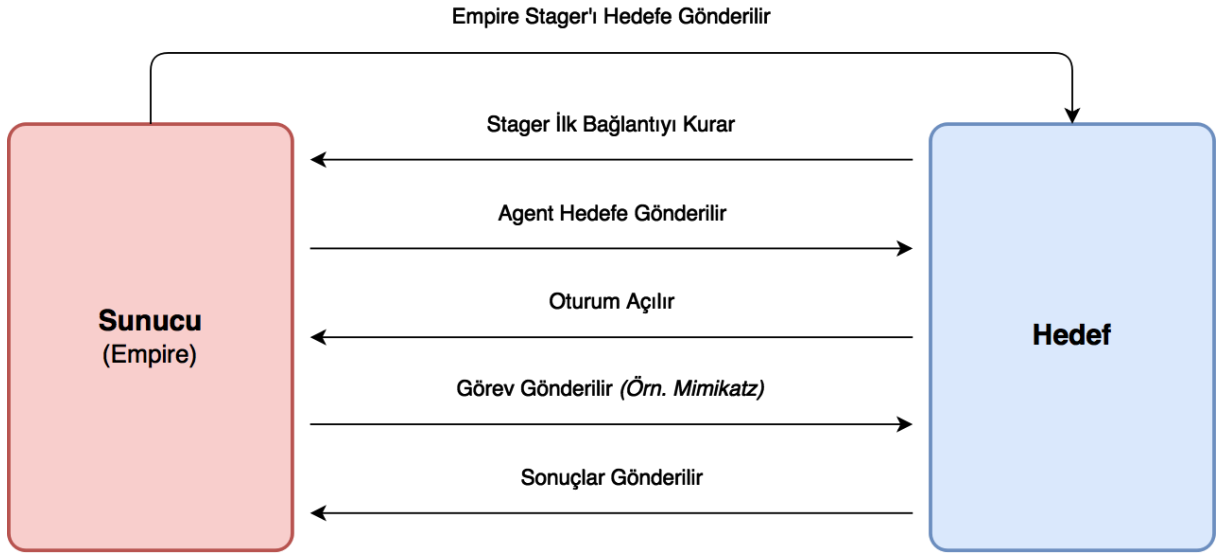 Empire Stager'ı Hedefe Gönderilir
Stager İlk Bağlantıyı Kurar
Agent Hedefe Gönderilir
Oturum Açılır
Sunucu
(Empire)
Hedef
Görev Gönderilir (Örn. Mimikatz)
Sonuçlar Gönderilir